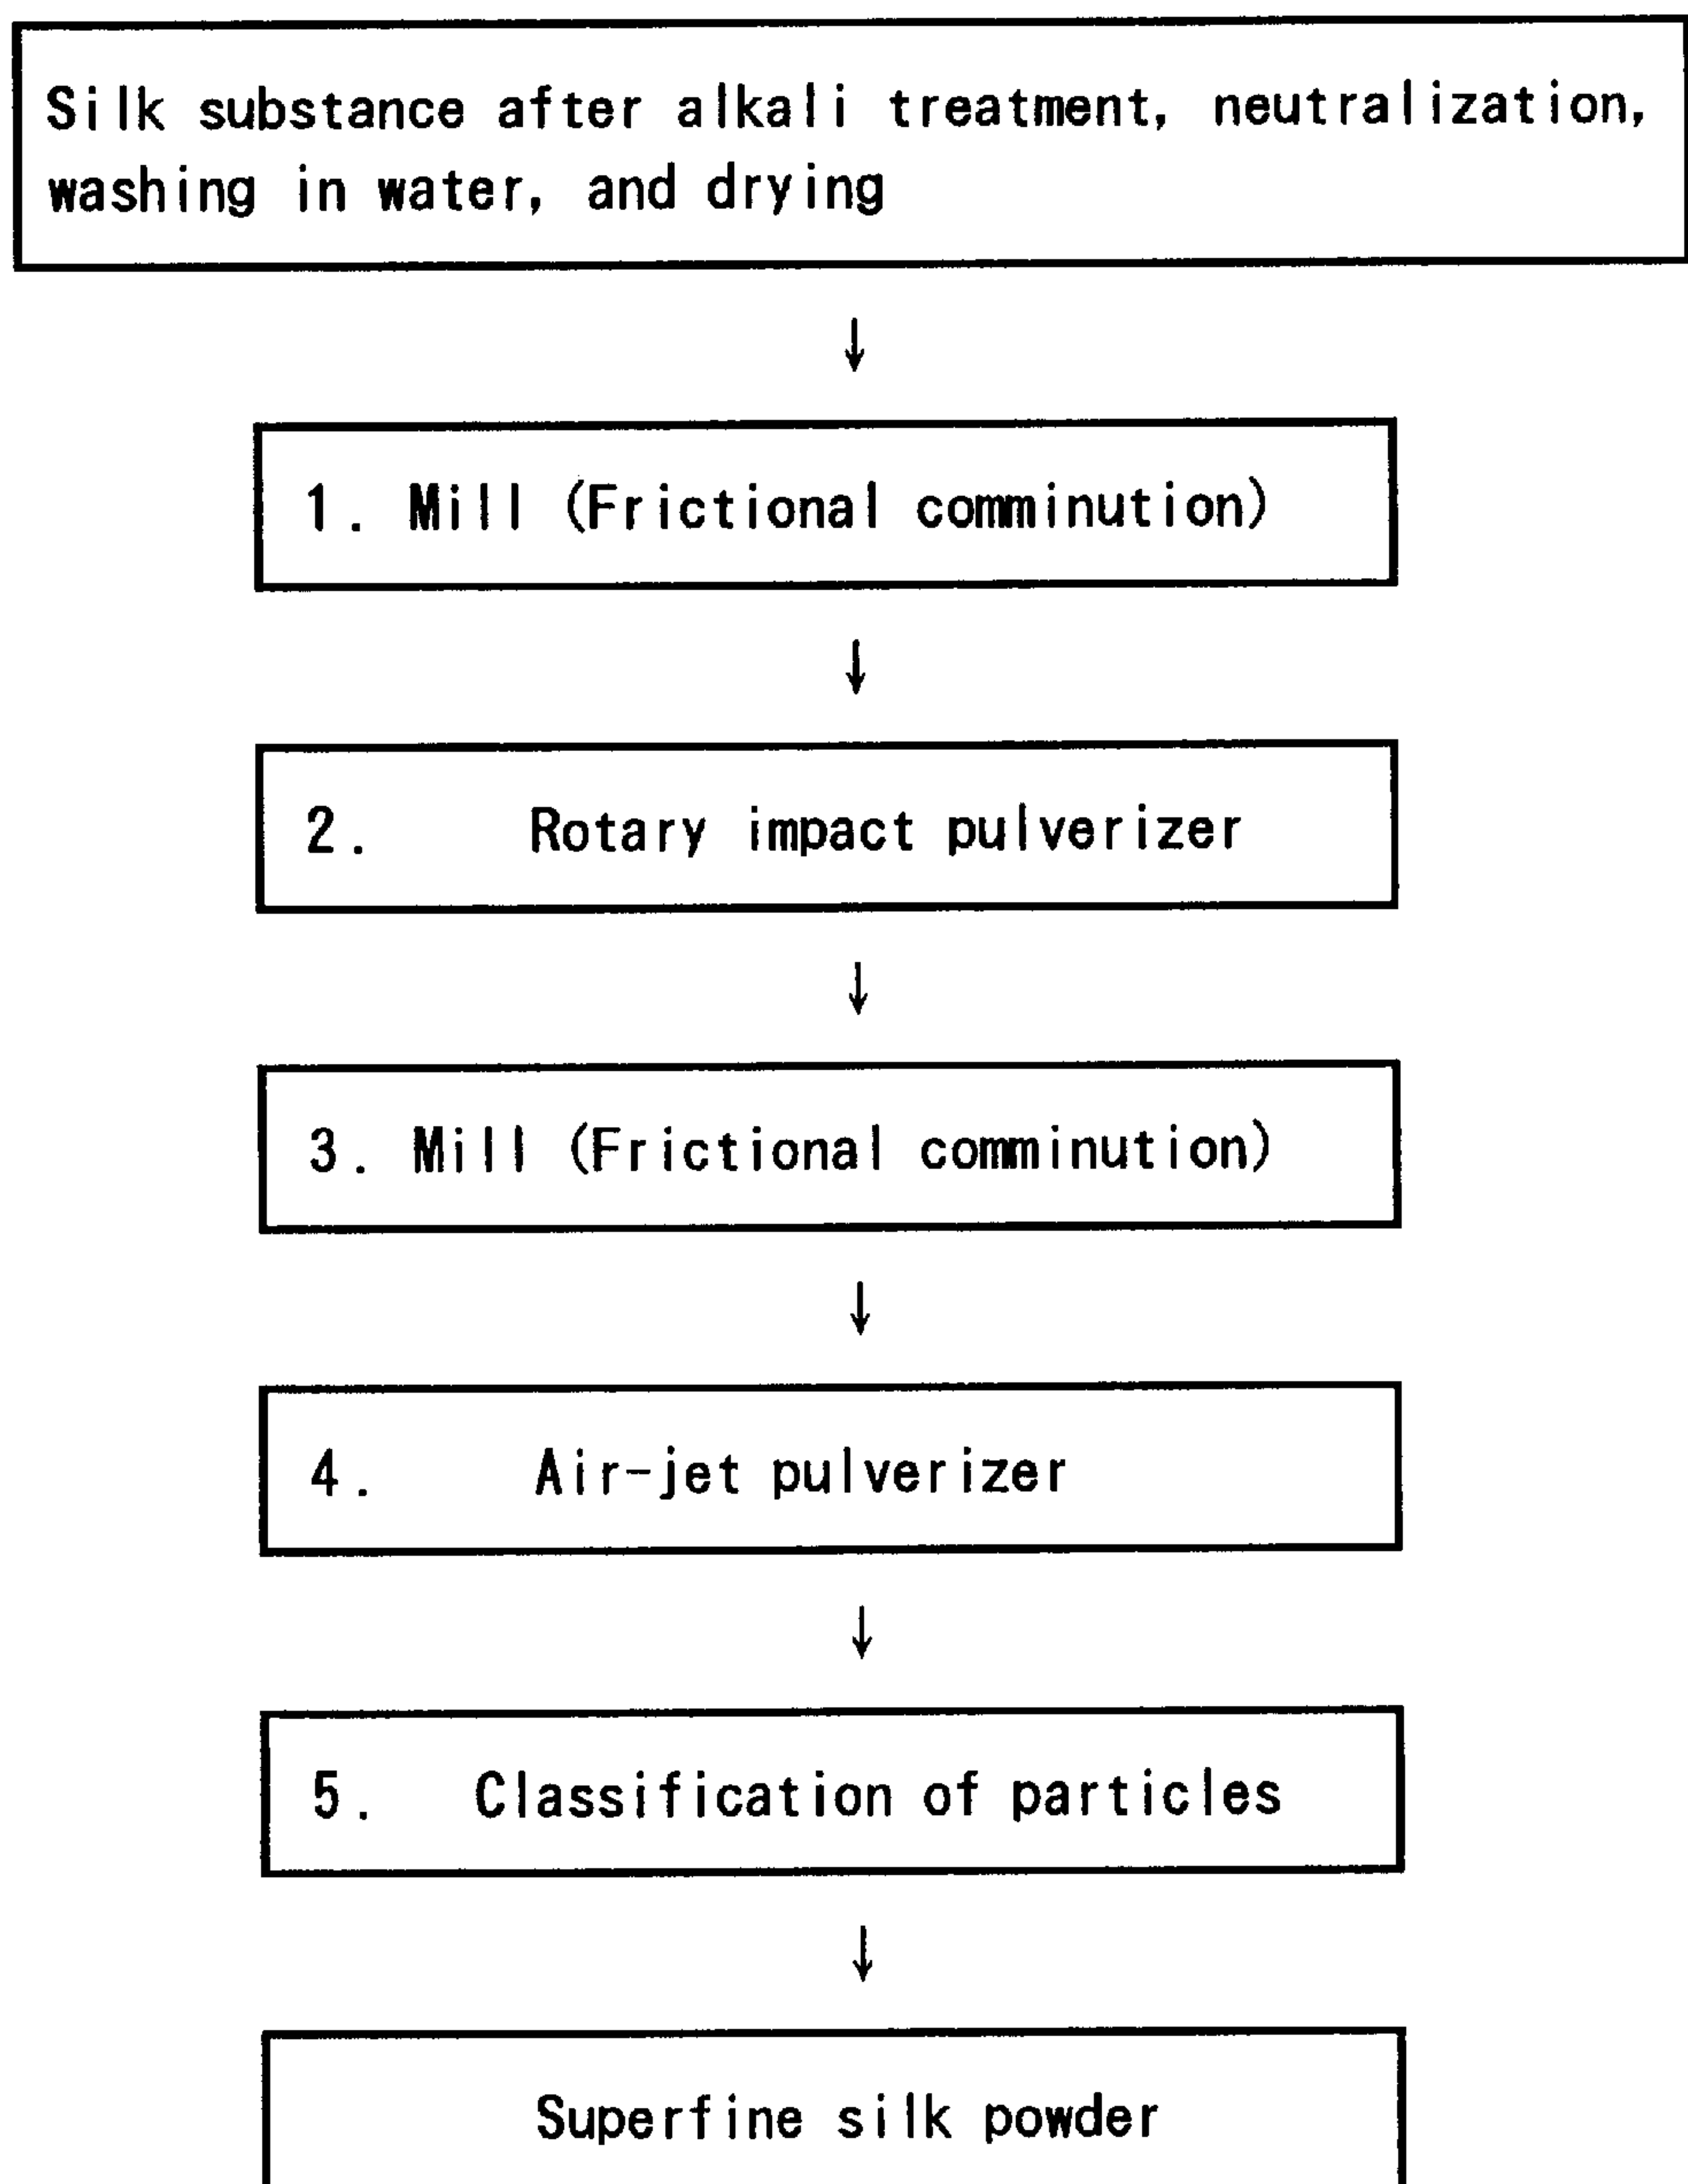 Silk substance after alkali treatment, neutralization,
washing in water, and drying
↓
1. Mill (Frictional comminution)
↓
2. Rotary impact pulverizer
↓
3. Mill (Frictional comminution)
↓
4. Air-jet pulverizer
↓
5. Classification of particles
↓
Superfine silk powder